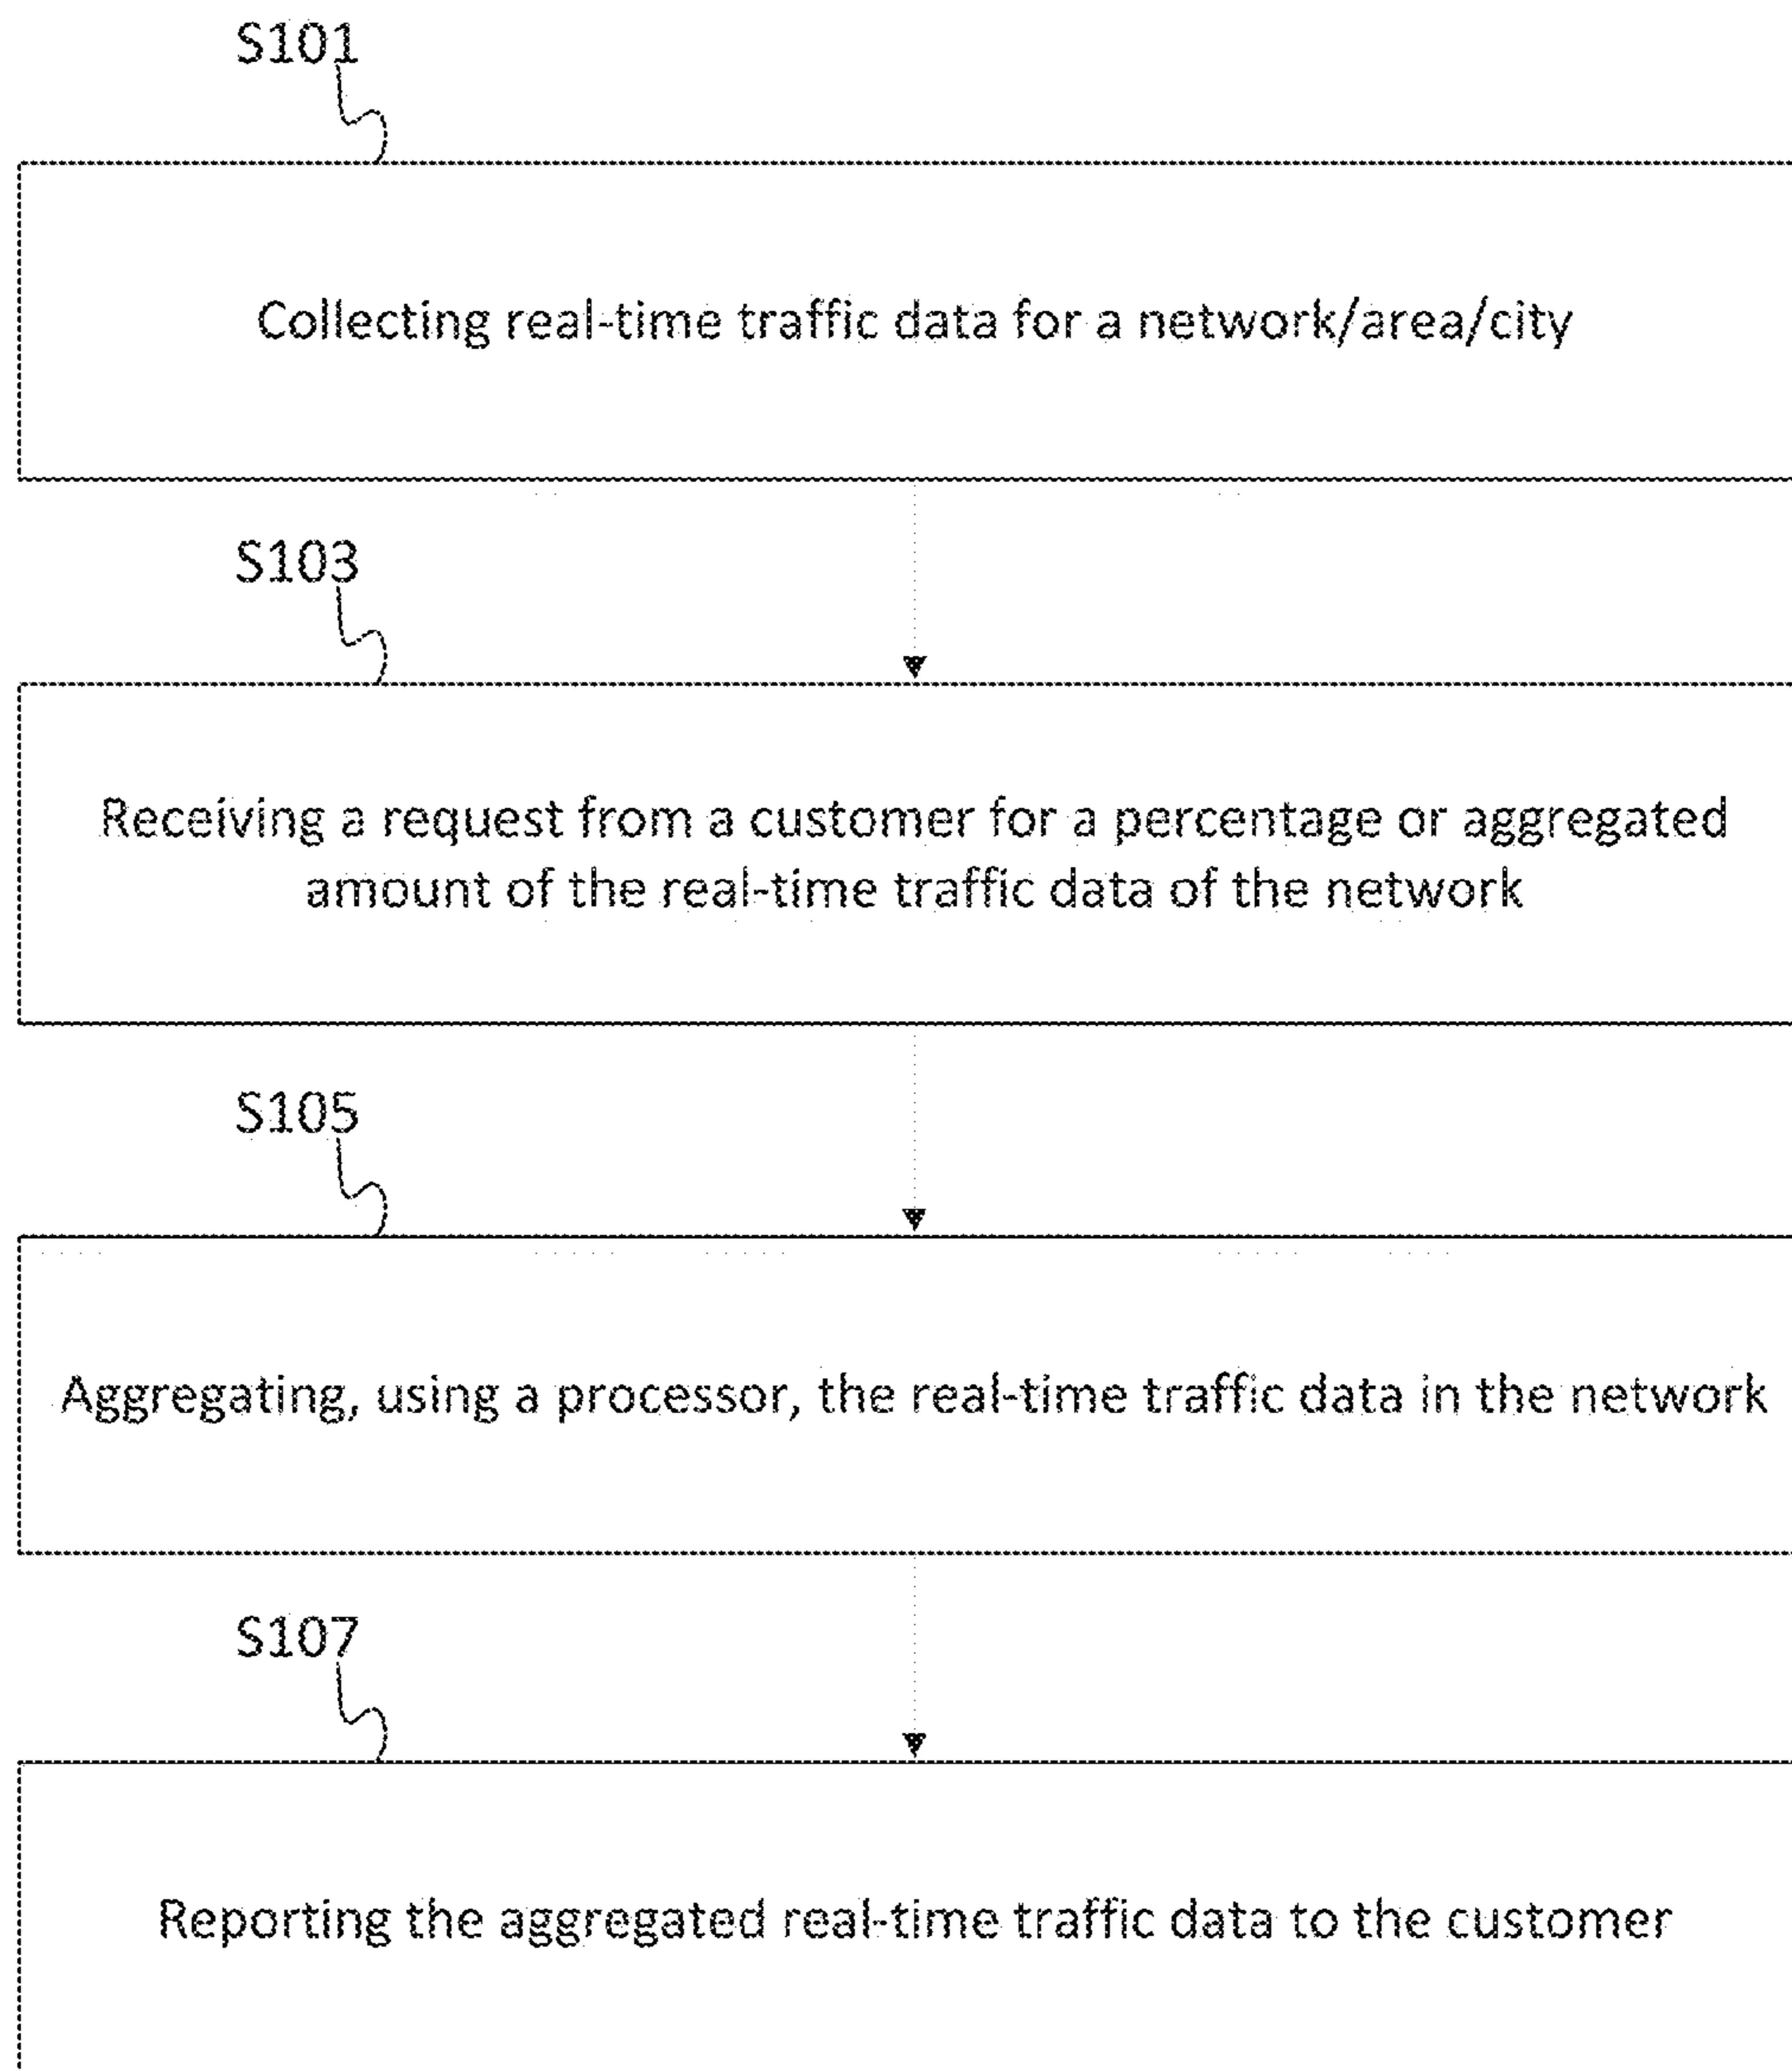 S101
Collecting real-time traffic data for a network/area/city
S103
Receiving a request from a customer for a percentage or aggregated
amount of the real-time traffic data of the network
S105
Aggregating, using a processor, the real-time traffic data in the network
S107
Reporting the aggregated real-time traffic data to the customer